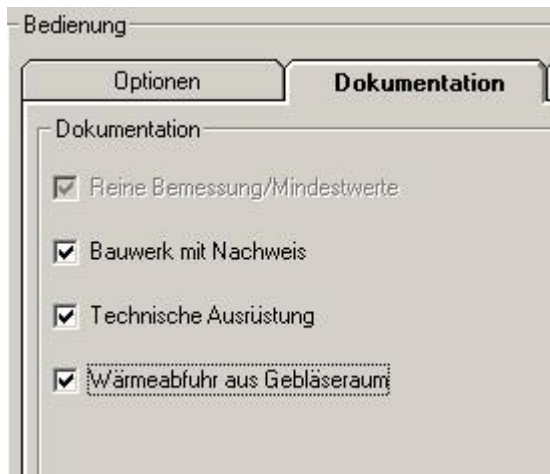 Bedienung
Optionen
Dokumentation
Dokumentation
Reine Bemessung/Mindestwerte
Bauwerk mit Nachweis
Technische Ausrüstung
Wärmeabfuhr aus Gebläseraum